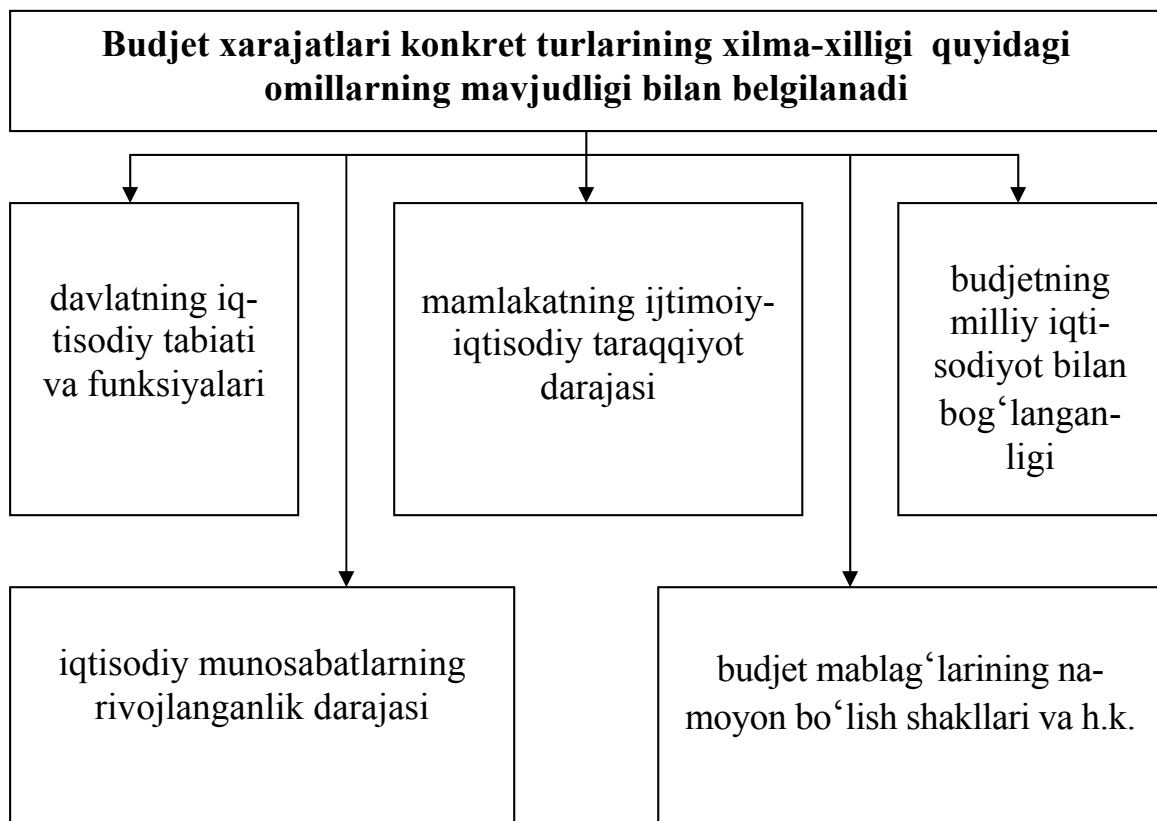 Budjet xarajatlari konkret turlarining xilma-xilligi quyidagi
omillarning mavjudligi bilan belgilanadi
davlatning iq-
tisodiy tabiati
va funksiyalari
mamlakatning ijtimoiy-
iqtisodiy taraqqiyot
darajasi
budjetning
milliy iqti-
sodiyot bilan
bog‘langan-
ligi
iqtisodiy munosabatlarning
rivojlanganlik darajasi
budjet mablag‘larining na-
moyon bo‘lish shakllari va h.k.